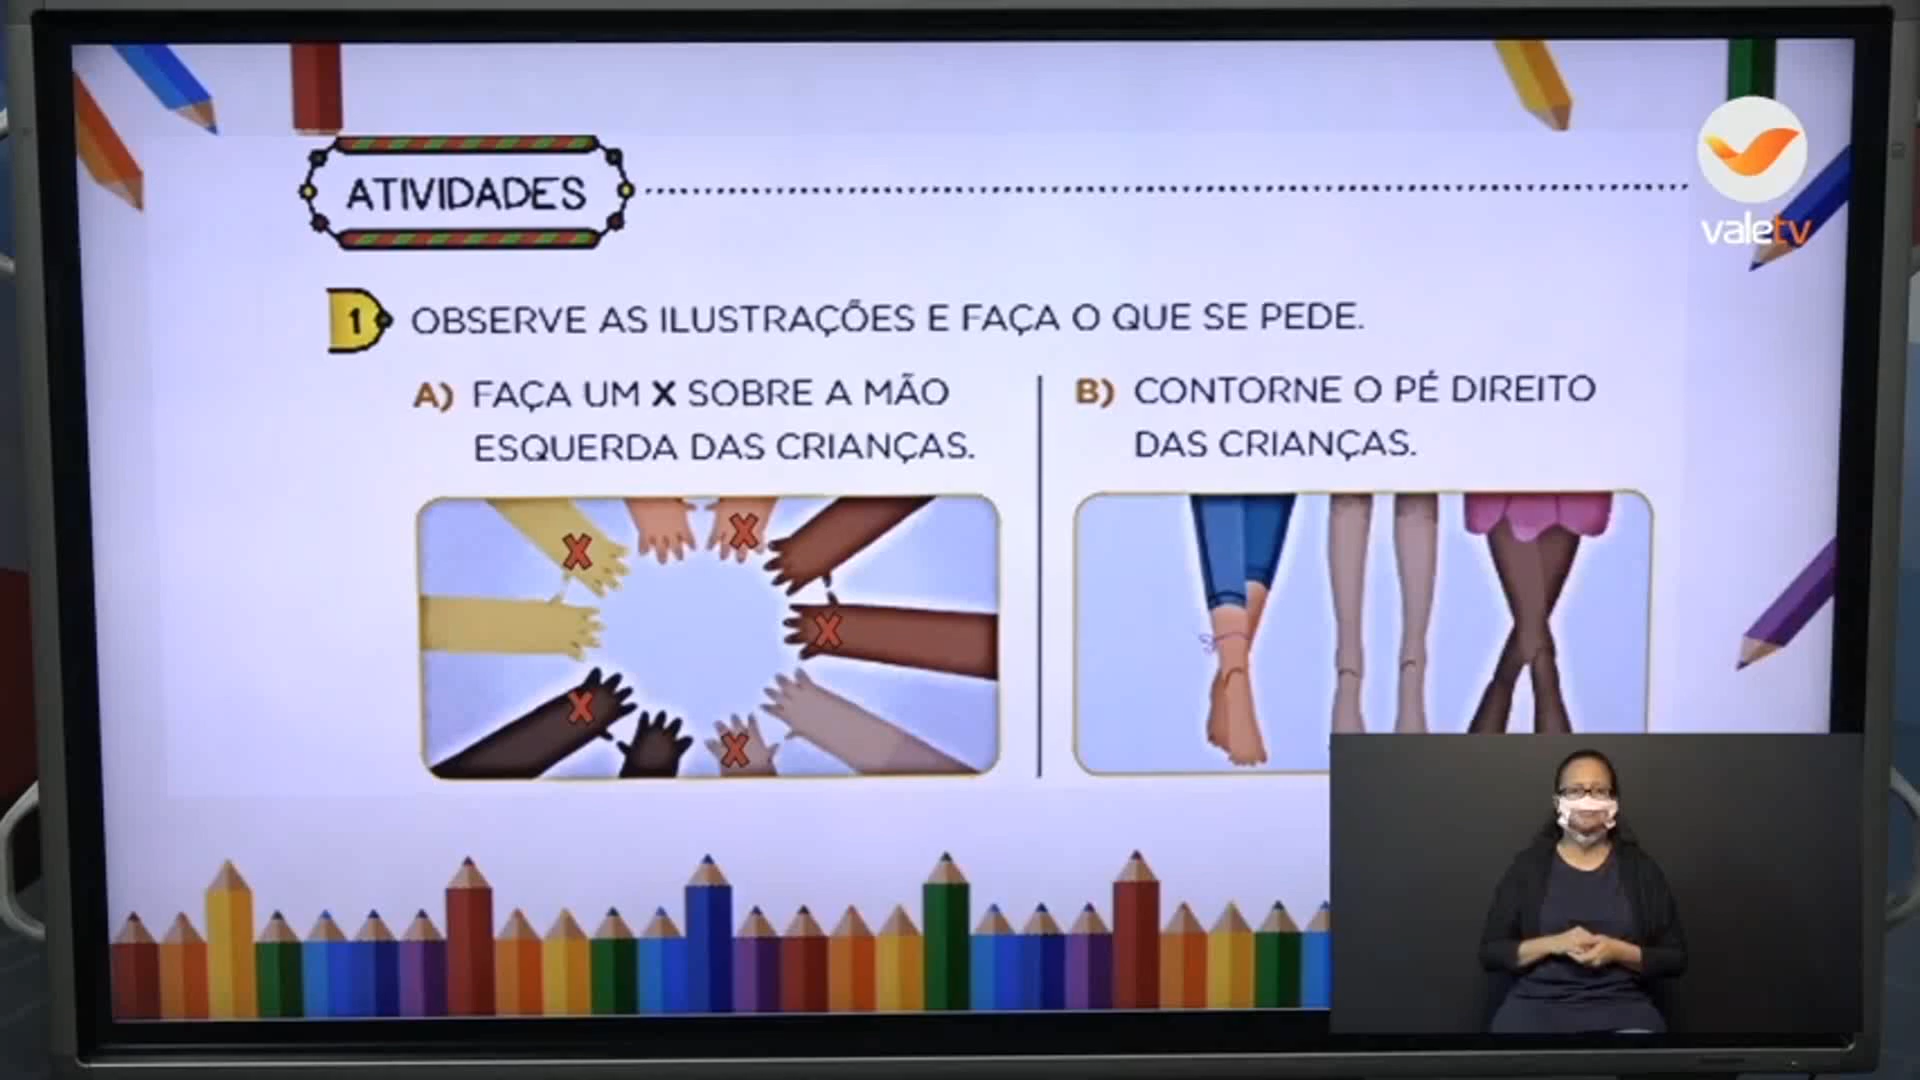 ATIVIDADES
valetv
1 OBSERVE AS ILUSTRAÇÕES E FAÇA O QUE SE PEDE.
A) FAÇA UM X SOBRE A MÃO
ESQUERDA DAS CRIANÇAS.
X
X
X
X
X
B) CONTORNE O PÉ DIREITO
DAS CRIANÇAS.